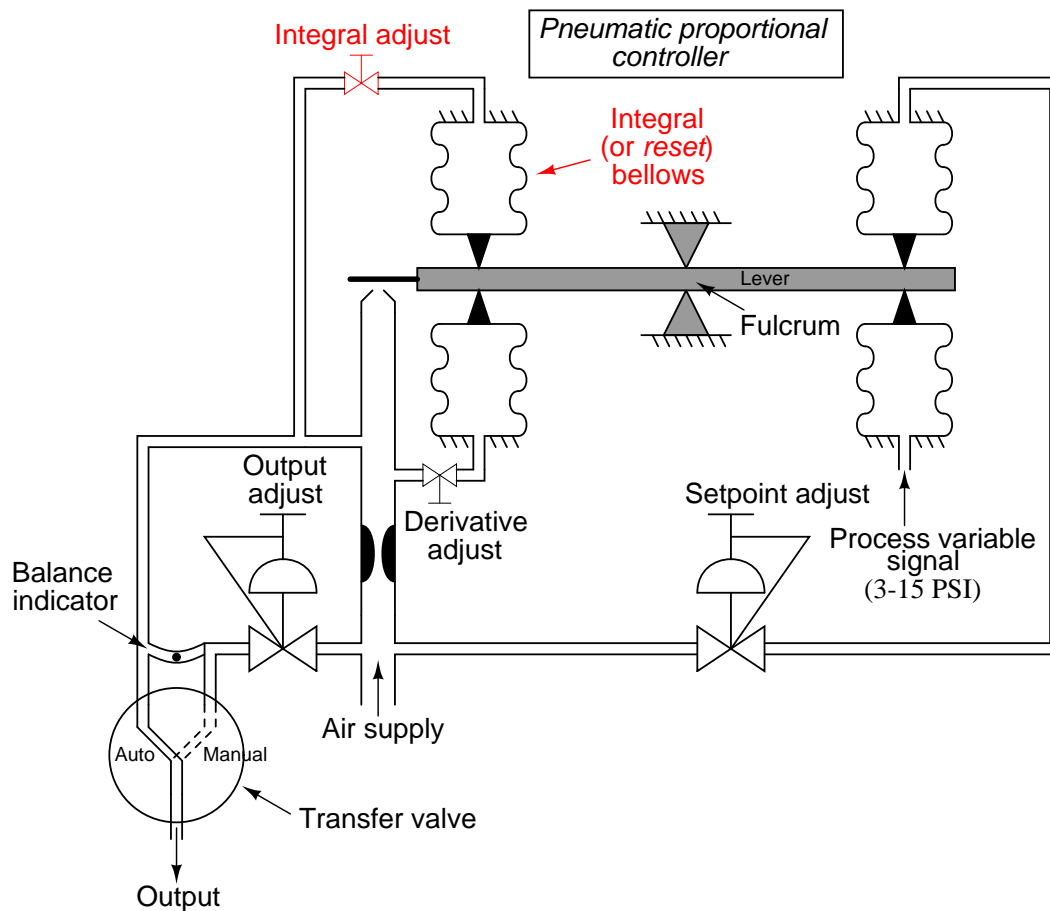 Integral adjust
Pneumatic proportional
controller
Integral
(or reset)
bellows
Lever
Fulcrum
Output
adjust
Derivative
adjust
Setpoint adjust
Process variable
signal
(3-15 PSI)
Balance
indicator
Air supply
Auto
Manual
Transfer valve
Output